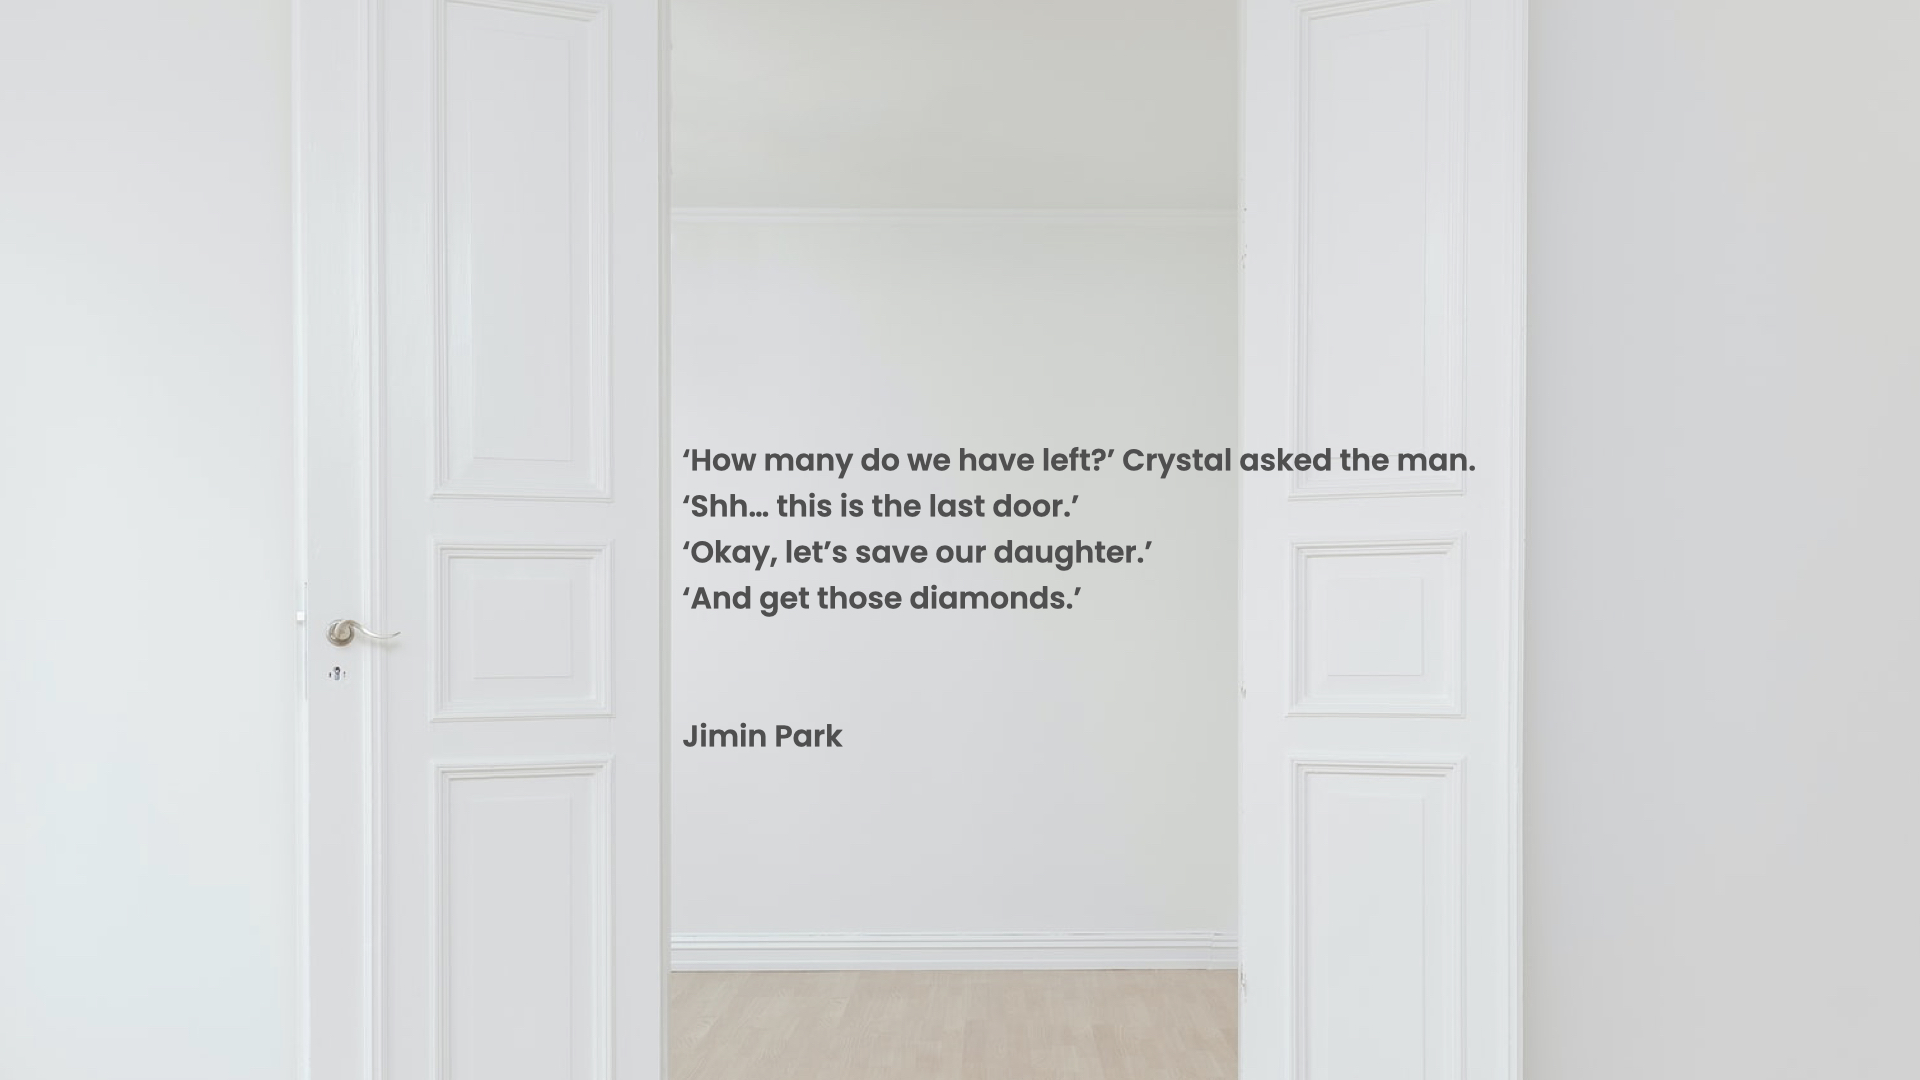 ‘How many do we have left?’ Crystal asked the man.
‘Shh… this is the last door.’
‘Okay, let’s save our daughter.’
‘And get those diamonds.’
Jimin Park